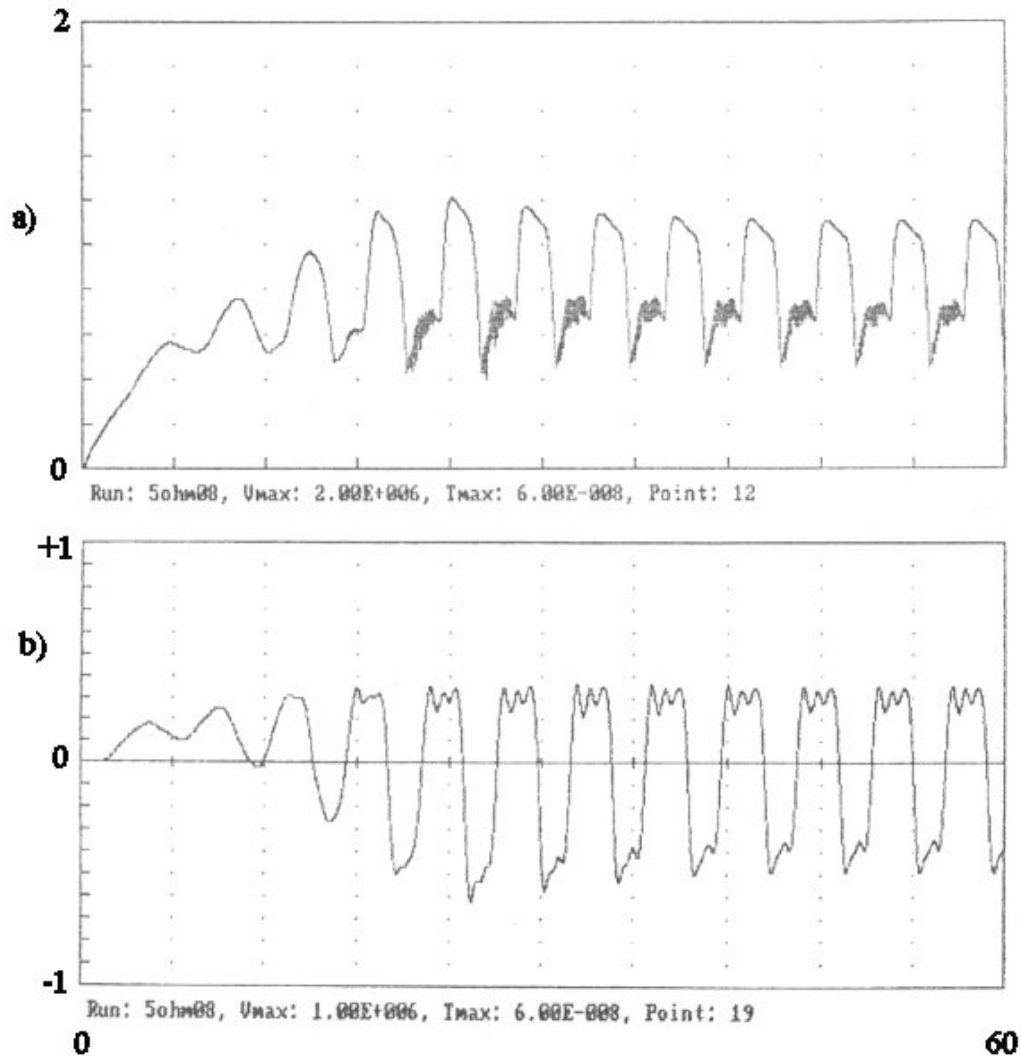 2
a)
0
Run: 5ohm08, Vmax: 2.00E+006, Tmax: 6.00E-008, Point: 12
+1
b)
0
-1
Run: 5ohm08, Vmax: 1.00E+006, Tmax: 6.00E-008, Point: 19
0 60